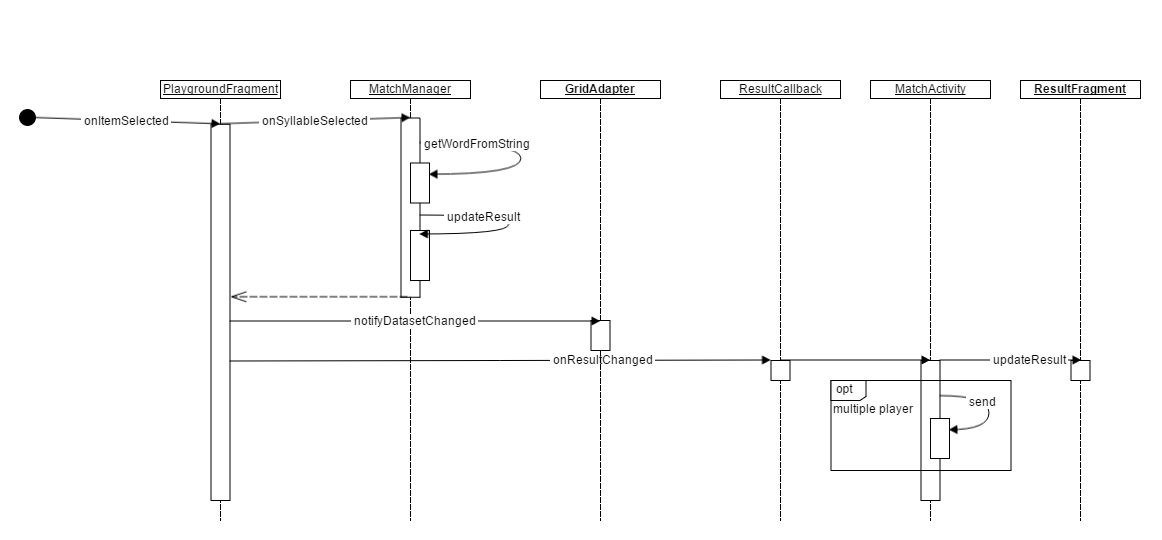 PlaygroundFragment
MatchManager
GridAdapter
ResultCallback
MatchActivity
ResultFragment
onItemSelected
onSyllableSelected
getWordFromString
updateResult
notifyDatasetChanged
onResultChanged
updateResult
opt
multiple player
send